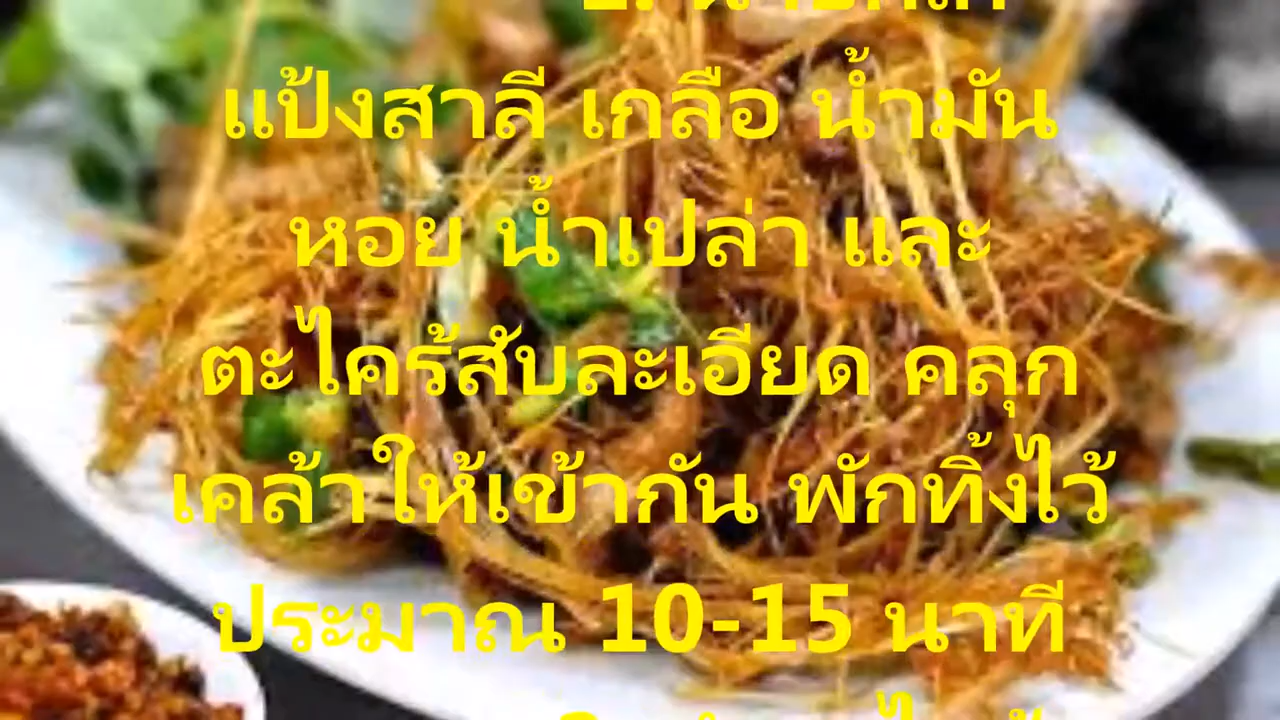 แป้งสาลี เกลือ น้ำมัน
หอย น้ำเปล่า และ
ตะไคร้สับละเอียด คลุก
เคล้าให้เข้ากัน พักทิ้งไว้
ประมาณ 10-15 นาที